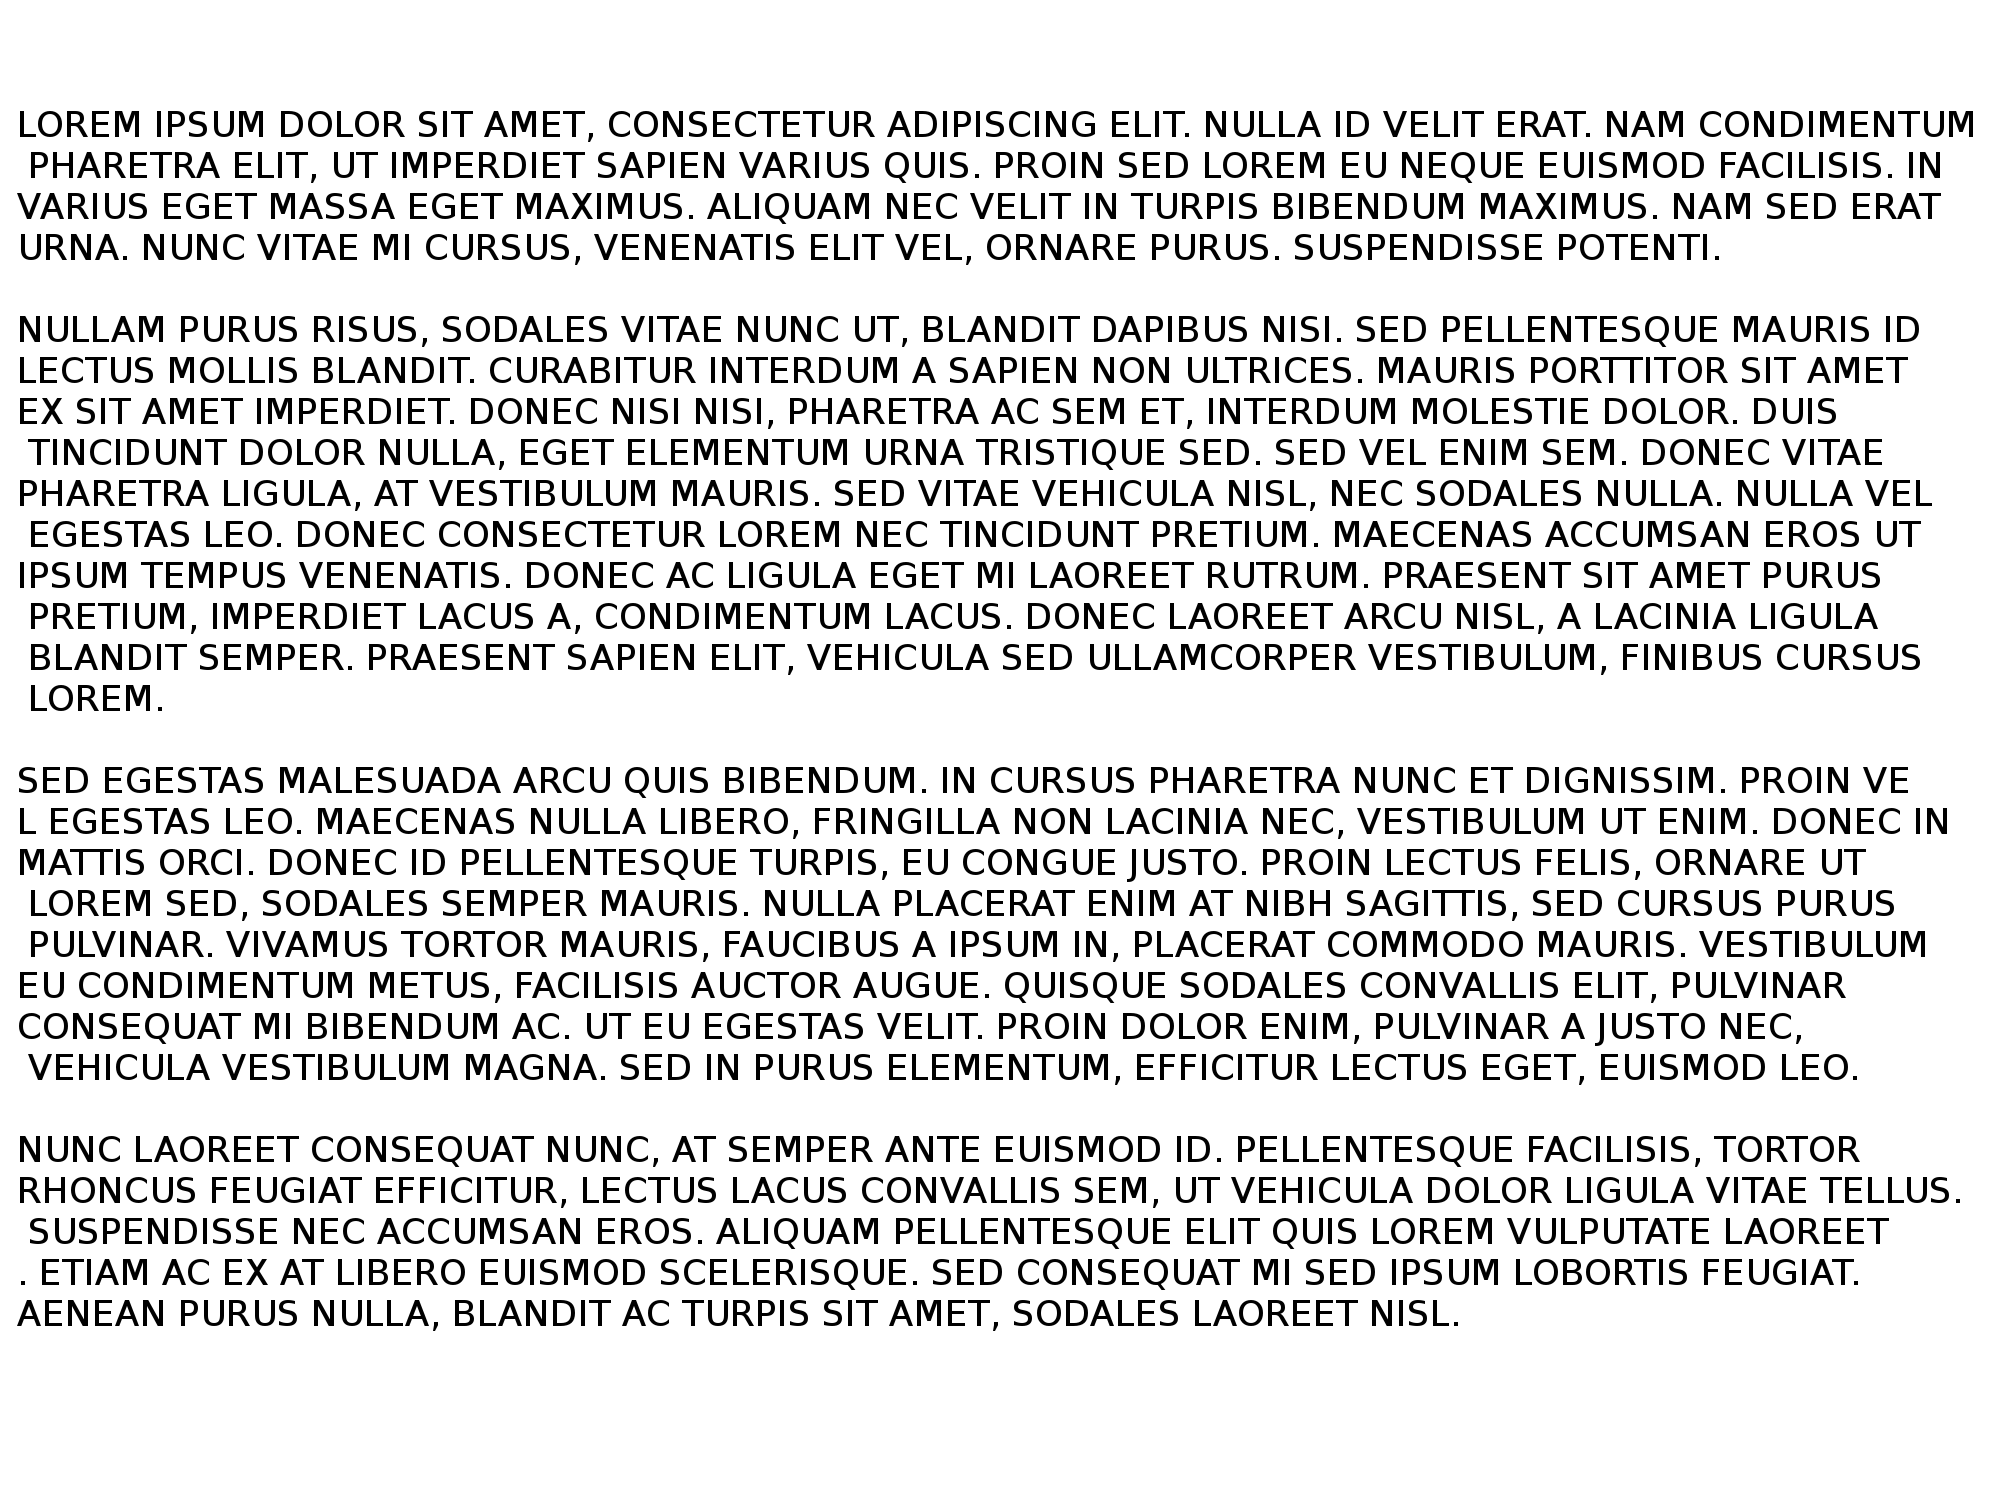 LOREM IPSUM DOLOR SIT AMET, CONSECTETUR ADIPISCING ELIT. NULLA ID VELIT ERAT. NAM CONDIMENTUM
PHARETRA ELIT, UT IMPERDIET SAPIEN VARIUS QUIS. PROIN SED LOREM EU NEQUE EUISMOD FACILISIS. IN
VARIUS EGET MASSA EGET MAXIMUS. ALIQUAM NEC VELIT IN TURPIS BIBENDUM MAXIMUS. NAM SED ERAT
URNA. NUNC VITAE MI CURSUS, VENENATIS ELIT VEL, ORNARE PURUS. SUSPENDISSE POTENTI.

NULLAM PURUS RISUS, SODALES VITAE NUNC UT, BLANDIT DAPIBUS NISI. SED PELLENTESQUE MAURIS ID
LECTUS MOLLIS BLANDIT. CURABITUR INTERDUM A SAPIEN NON ULTRICES. MAURIS PORTTITOR SIT AMET
EX SIT AMET IMPERDIET. DONEC NISI NISI, PHARETRA AC SEM ET, INTERDUM MOLESTIE DOLOR. DUIS
TINCIDUNT DOLOR NULLA, EGET ELEMENTUM URNA TRISTIQUE SED. SED VEL ENIM SEM. DONEC VITAE
PHARETRA LIGULA, AT VESTIBULUM MAURIS. SED VITAE VEHICULA NISL, NEC SODALES NULLA. NULLA VEL
EGESTAS LEO. DONEC CONSECTETUR LOREM NEC TINCIDUNT PRETIUM. MAECENAS ACCUMSAN EROS UT
IPSUM TEMPUS VENENATIS. DONEC AC LIGULA EGET MI LAOREET RUTRUM. PRAESENT SIT AMET PURUS
PRETIUM, IMPERDIET LACUS A, CONDIMENTUM LACUS. DONEC LAOREET ARCU NISL, A LACINIA LIGULA
BLANDIT SEMPER. PRAESENT SAPIEN ELIT, VEHICULA SED ULLAMCORPER VESTIBULUM, FINIBUS CURSUS
LOREM.

SED EGESTAS MALESUADA ARCU QUIS BIBENDUM. IN CURSUS PHARETRA NUNC ET DIGNISSIM. PROIN VE
L EGESTAS LEO. MAECENAS NULLA LIBERO, FRINGILLA NON LACINIA NEC, VESTIBULUM UT ENIM. DONEC IN
MATTIS ORCI. DONEC ID PELLENTESQUE TURPIS, EU CONGUE JUSTO. PROIN LECTUS FELIS, ORNARE UT
LOREM SED, SODALES SEMPER MAURIS. NULLA PLACERAT ENIM AT NIBH SAGITTIS, SED CURSUS PURUS
PULVINAR. VIVAMUS TORTOR MAURIS, FAUCIBUS A IPSUM IN, PLACERAT COMMODO MAURIS. VESTIBULUM
EU CONDIMENTUM METUS, FACILISIS AUCTOR AUGUE. QUISQUE SODALES CONVALLIS ELIT, PULVINAR
CONSEQUAT MI BIBENDUM AC. UT EU EGESTAS VELIT. PROIN DOLOR ENIM, PULVINAR A JUSTO NEC,
VEHICULA VESTIBULUM MAGNA. SED IN PURUS ELEMENTUM, EFFICITUR LECTUS EGET, EUISMOD LEO.

NUNC LAOREET CONSEQUAT NUNC, AT SEMPER ANTE EUISMOD ID. PELLENTESQUE FACILISIS, TORTOR
RHONCUS FEUGIAT EFFICITUR, LECTUS LACUS CONVALLIS SEM, UT VEHICULA DOLOR LIGULA VITAE TELLUS.
SUSPENDISSE NEC ACCUMSAN EROS. ALIQUAM PELLENTESQUE ELIT QUIS LOREM VULPUTATE LAOREET
. ETIAM AC EX AT LIBERO EUISMOD SCELERISQUE. SED CONSEQUAT MI SED IPSUM LOBORTIS FEUGIAT.
AENEAN PURUS NULLA, BLANDIT AC TURPIS SIT AMET, SODALES LAOREET NISL.